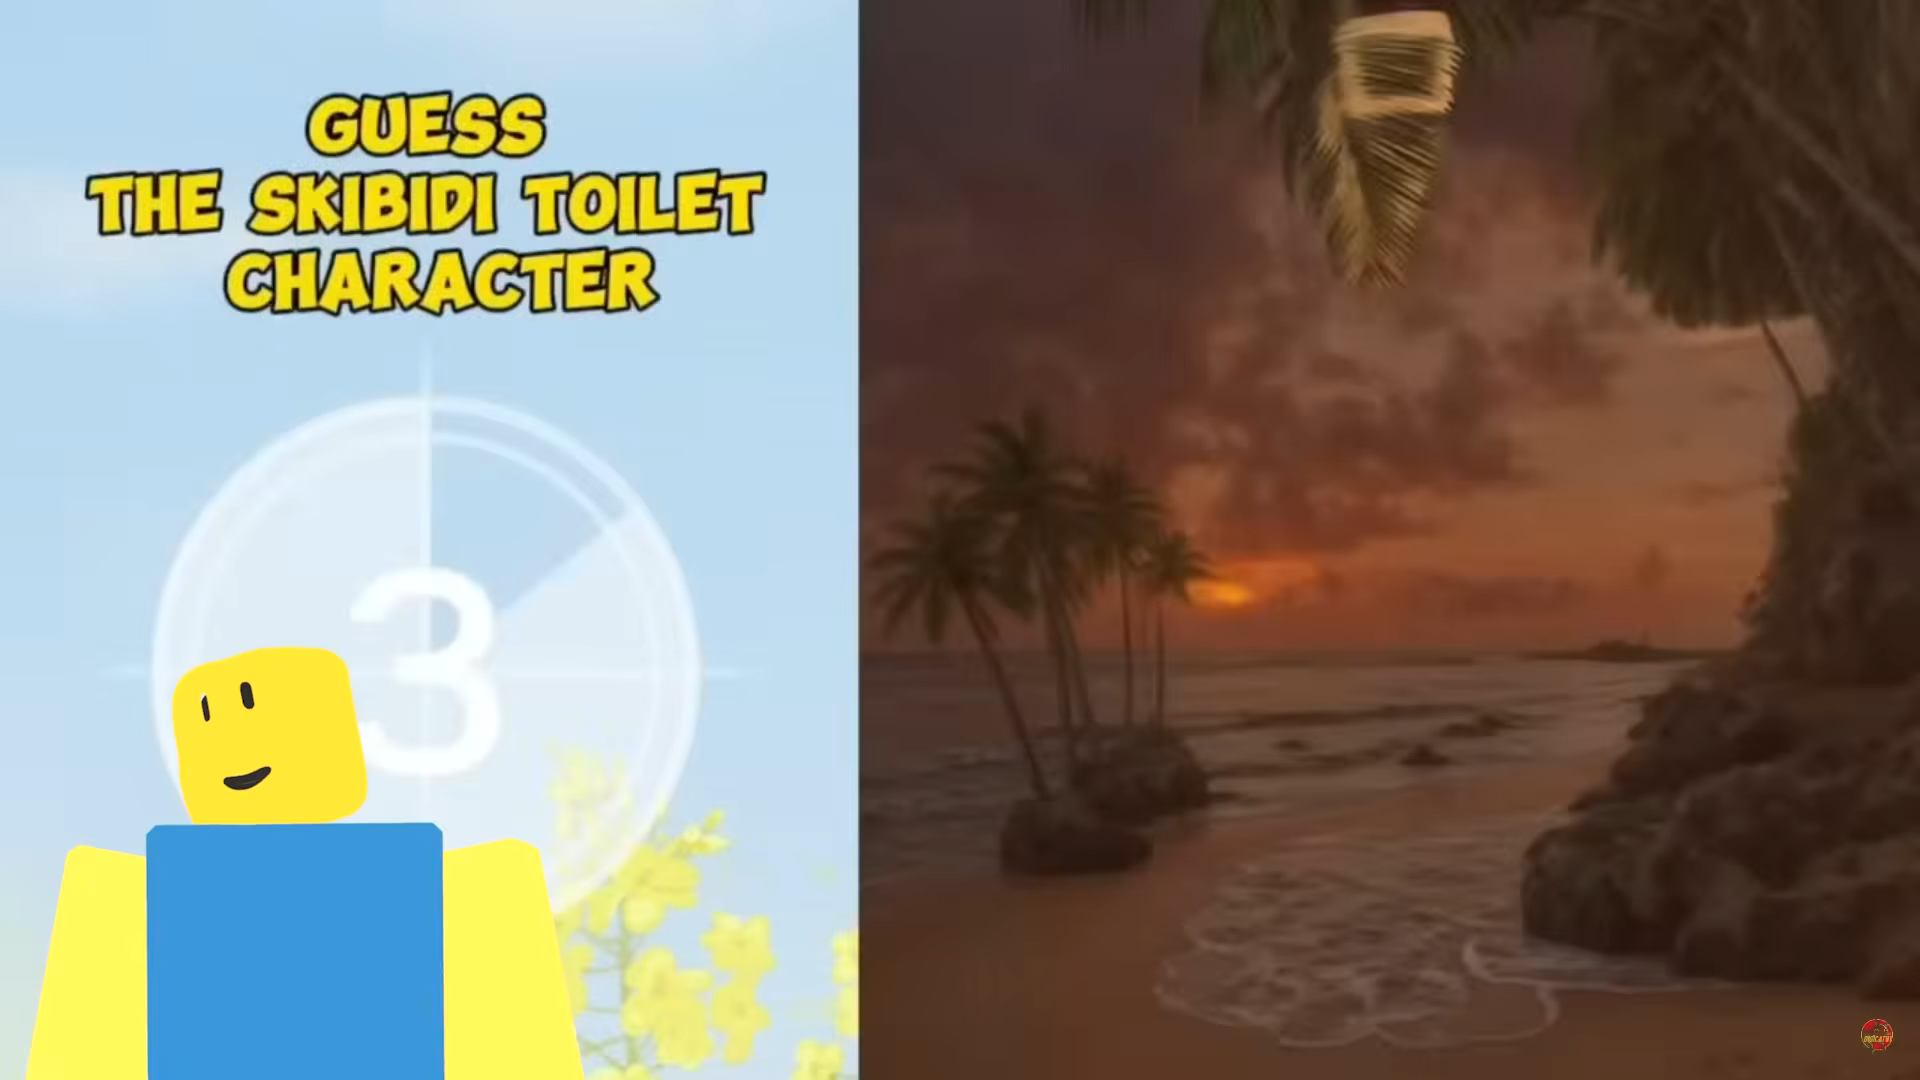 GUESS
THE SKIBIDI TOILET
CHARACTER
3